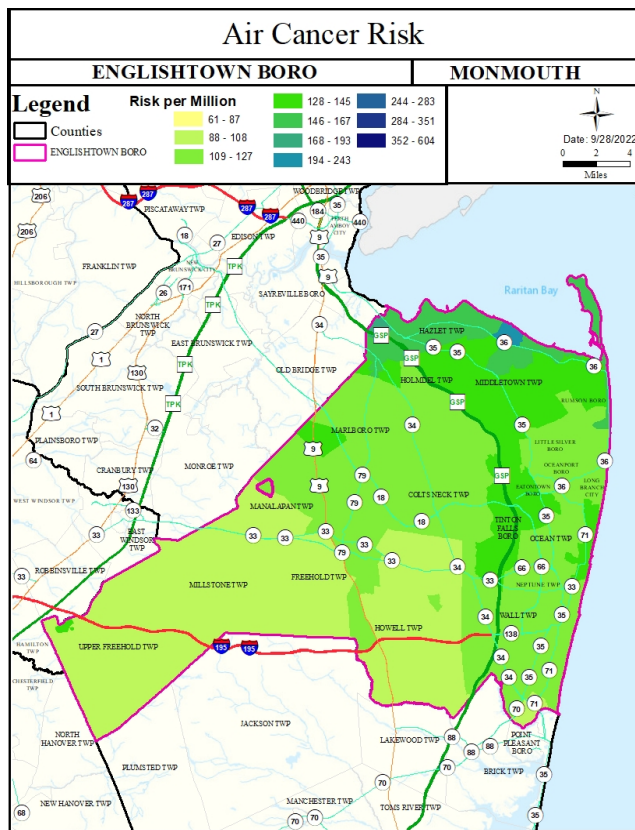 Air Cancer Risk
ENGLISHTOWN BORO
MONMOUTH
Legend
Counties
ENGLISHTOWN BORO
Risk per Million
61 - 87
88 - 108
109 - 127
128 - 145
146 - 167
168 - 193
194 - 243
244 - 283
284 - 351
352 - 604
N
Date: 9/28/2022
0 2 4
Miles
206
287
287
PISCATAWAY TWP
WOODBRIDGE TWP
287
287
440
184
35
PERTH AMBOY CITY
440
206
18
27
EDISON TWP
9
FRANKLIN TWP
NEW BRUNSWICK CITY
TPK
35
9
HILLSBOROUGH TWP
26
171
SAYREVILLE BORO
Raritan Bay
TPK
27
NORTH BRUNSWICK TWP
34
GSP
HAZLET TWP
36
1
EAST BRUNSWICK TWP
35
35
130
TPK
OLD BRIDGE TWP
GSP
36
SOUTH BRUNSWICK TWP
HOLMDEL TWP
MIDDLETOWN TWP
1
TPK
GSP
RUMSON BORO
32
MARLBORO TWP
34
35
PLAINSBORO TWP
9
LITTLE SILVER BORO
64
CRANBURY TWP
MONROE TWP
79
OCEANPORT BORO
36
130
9
GSP
EATONTOWN BORO
36
LONG BRANCH CITY
WEST WINDSOR TWP
133
MANALAPAN TWP
79
18
COLTS NECK TWP
33
EAST WINDSOR TWP
18
TINTON FALLS BORO
35
OCEAN TWP
71
33
33
33
79
33
33
ROBBINSVILLE TWP
33
34
66
66
MILLSTONE TWP
FREEHOLD TWP
33
NEPTUNE TWP
33
34
WALL TWP
35
HAMILTON TWP
UPPER FREEHOLD TWP
195
195
HOWELL TWP
138
35
CHESTERFIELD TWP
34
71
34
35
70
71
NORTH HANOVER TWP
JACKSON TWP
LAKEWOOD TWP
88
88
88
POINT PLEASANT BORO
PLUMSTED TWP
70
70
BRICK TWP
35
NEW HANOVER TWP
68
MANCHESTER TWP
70
70
TOMS RIVER TWP
35